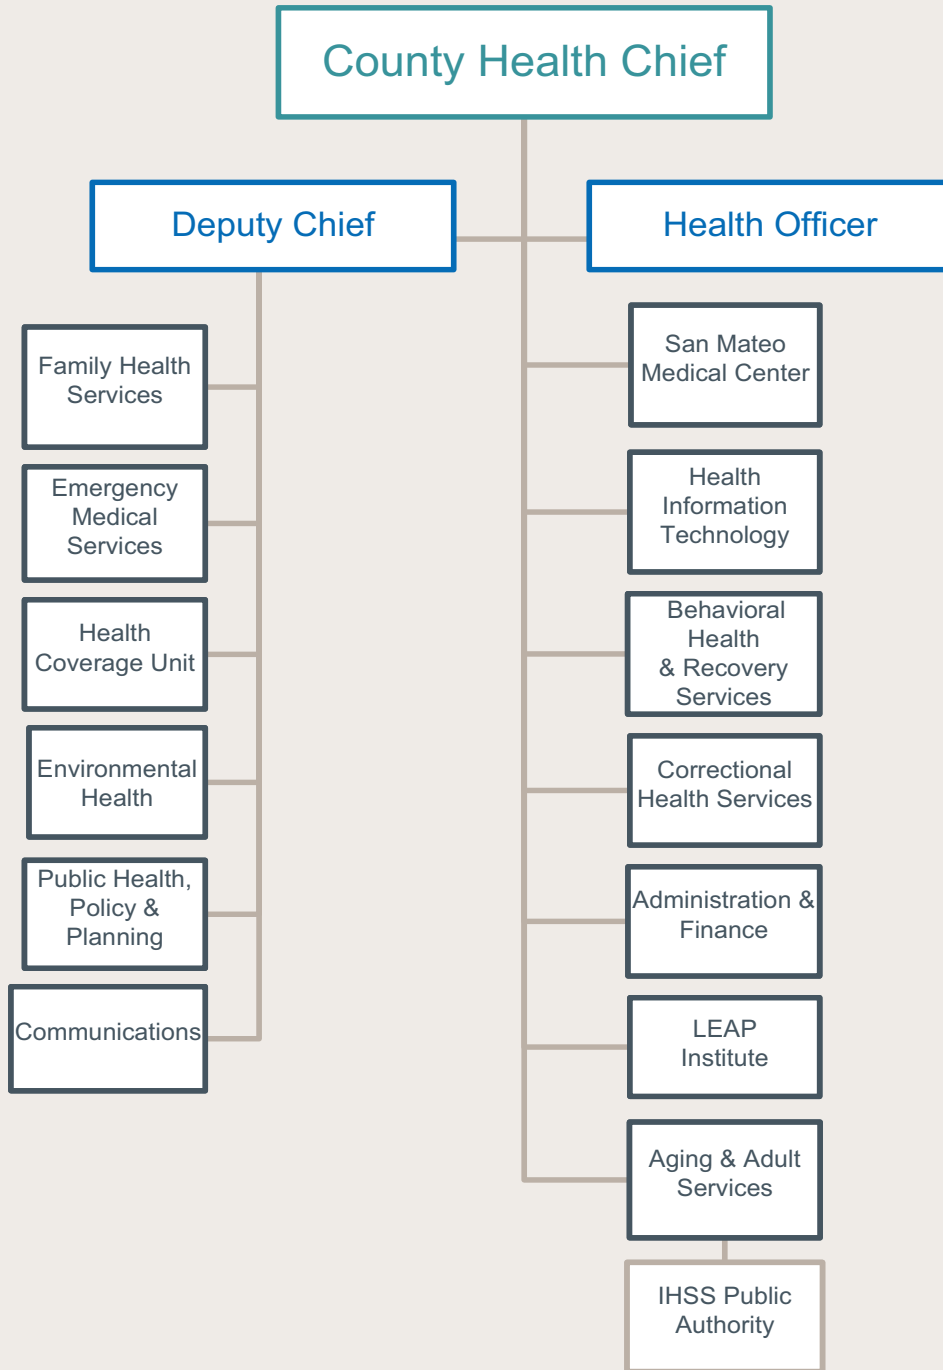 County Health Chief
Deputy Chief
Health Officer
Family Health
Services
Emergency
Medical
Services
Health
Coverage Unit
Environmental
Health
Public Health,
Policy &
Planning
Communications
San Mateo
Medical Center
Health
Information
Technology
Behavioral
Health
& Recovery
Services
Correctional
Health Services
Administration &
Finance
LEAP
Institute
Aging & Adult
Services
IHSS Public
Authority